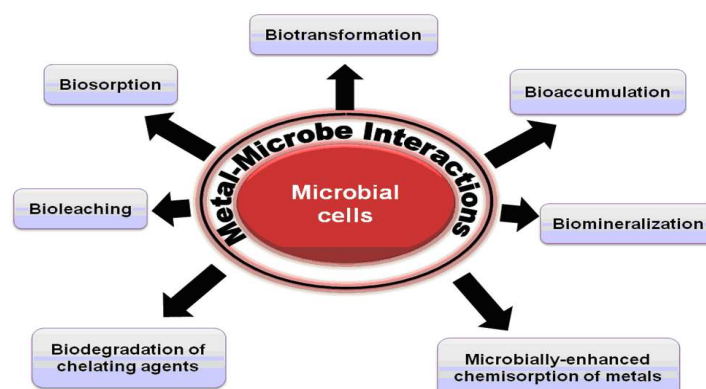 Biotransformation
Biosorption
Bioaccumulation
Metal-Microbe Interactions
Microbial
cells
Bioleaching
Biomineralization
Biodegradation of
chelating agents
Microbially-enhanced
chemisorption of metals